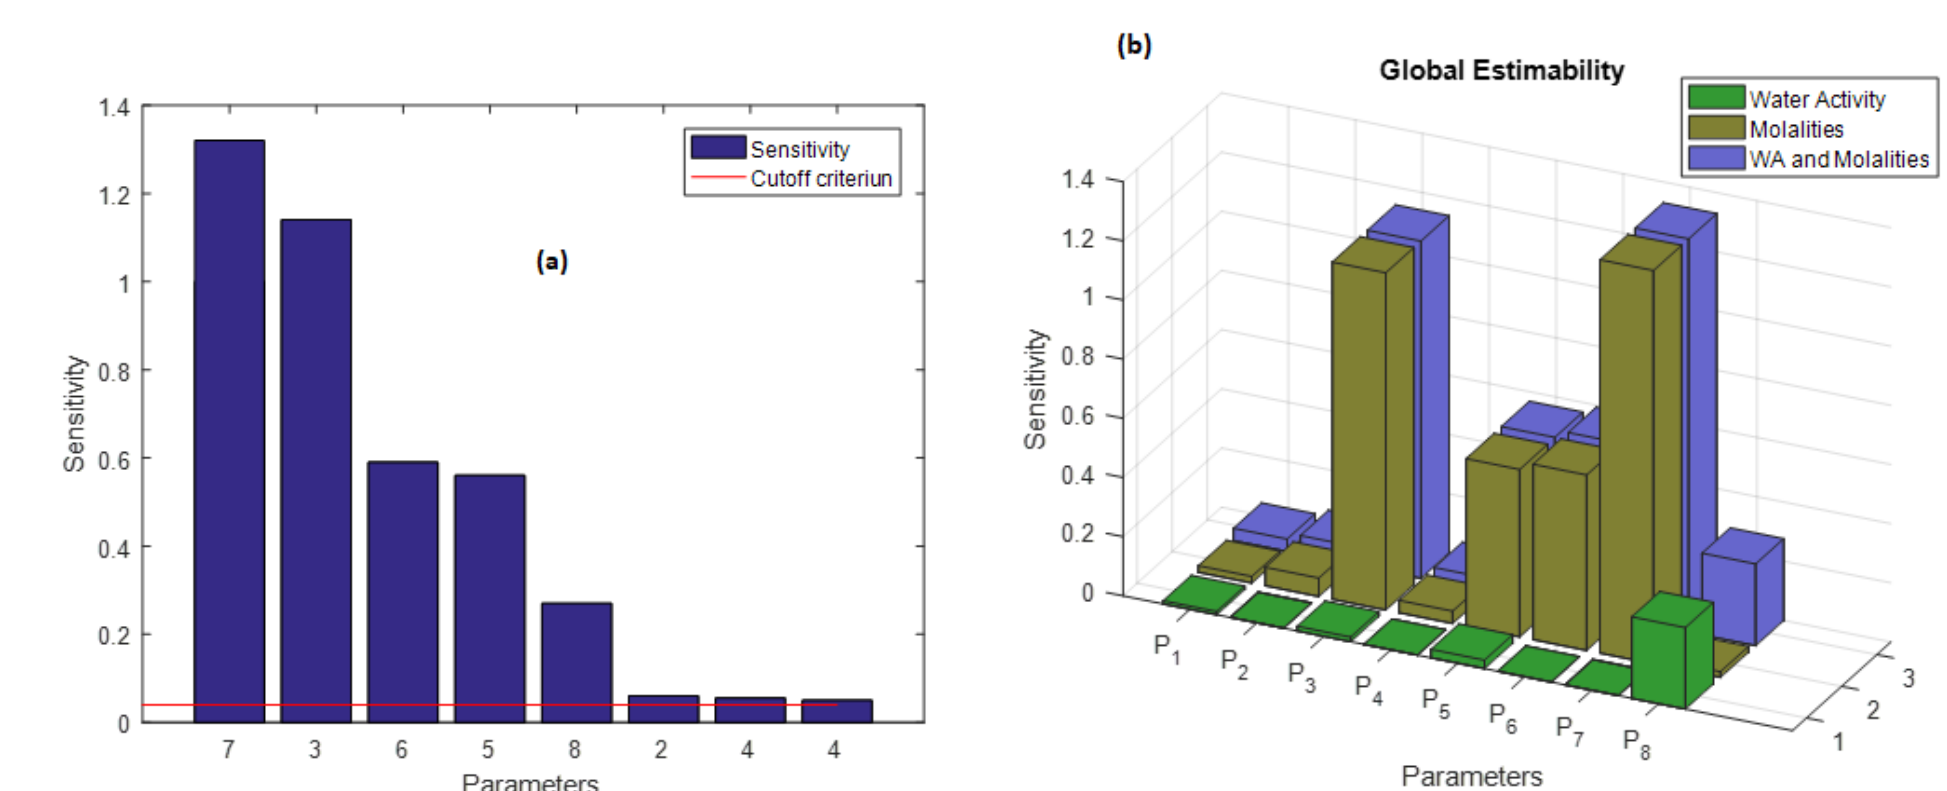 (a)
1.4
1.2
1
0.8
0.6
0.4
0.2
0
Sensitivity
Sensitivity
Cutoff criteriun
7 3 6 5 8 2 4 4
Parameters
(b)
Global Estimability
Water Activity
Molalities
WA and Molalities
1.4
1.2
1
0.8
0.6
0.4
0.2
0
Sensitivity
P1 P2 P3 P4 P5 P6 P7 P8
1 2 3
Parameters